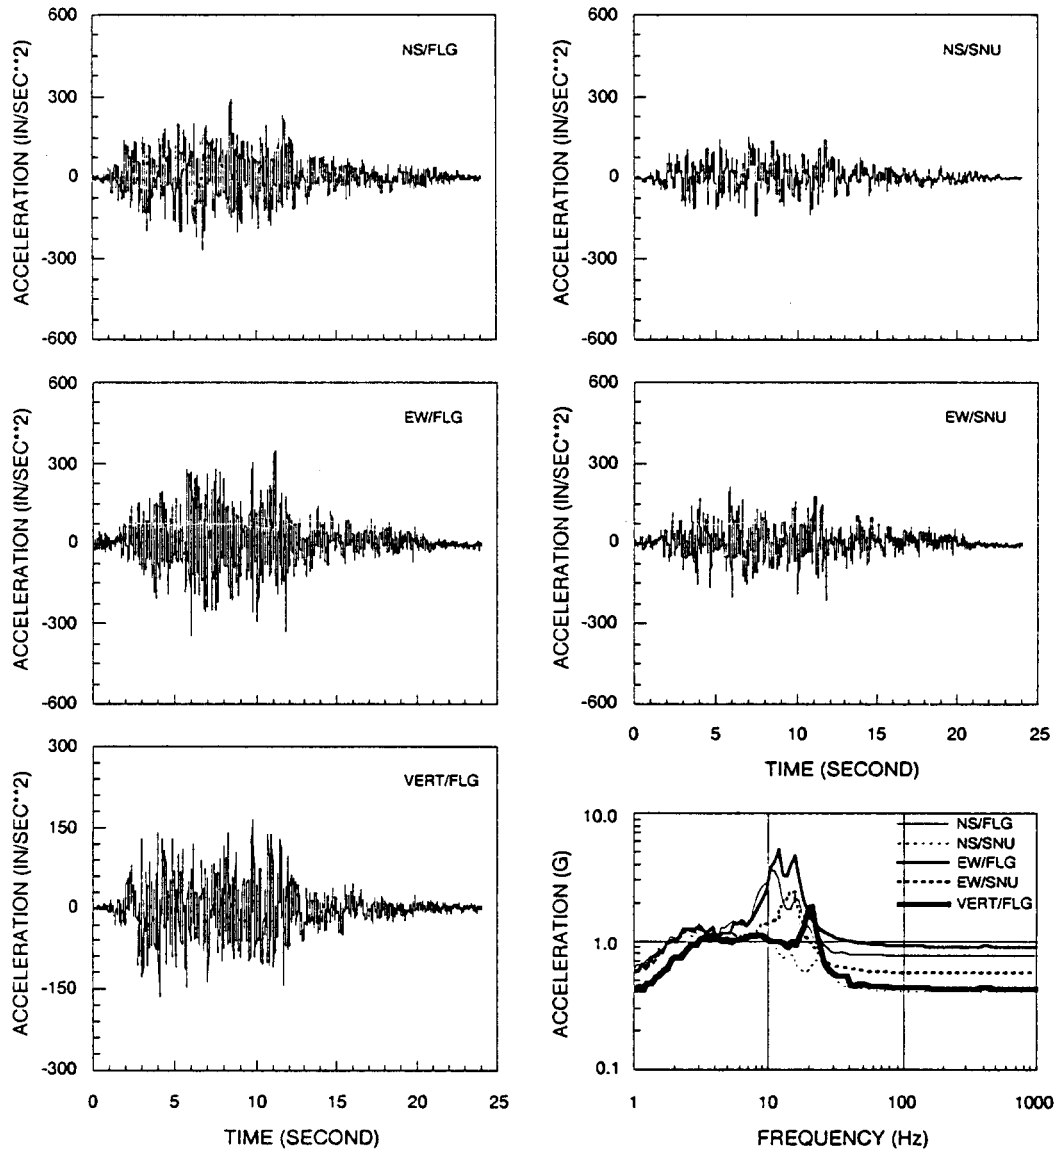 ACCELERATION (IN/SEC**2)
600
300
0
-300
-600
NS/FLG
ACCELERATION (IN/SEC**2)
600
300
0
-300
-600
NS/SNU
ACCELERATION (IN/SEC**2)
600
300
0
-300
-600
EW/FLG
ACCELERATION (IN/SEC**2)
600
300
0
-300
-600
EW/SNU
0 5 10 15 20 25
TIME (SECOND)
ACCELERATION (IN/SEC**2)
300
150
0
-150
-300
VERT/FLG
0 5 10 15 20 25
TIME (SECOND)
ACCELERATION (G)
10.0
1.0
0.1
NS/FLG
NS/SNU
EW/FLG
EW/SNU
VERT/FLG
1 10 100 1000
FREQUENCY (Hz)